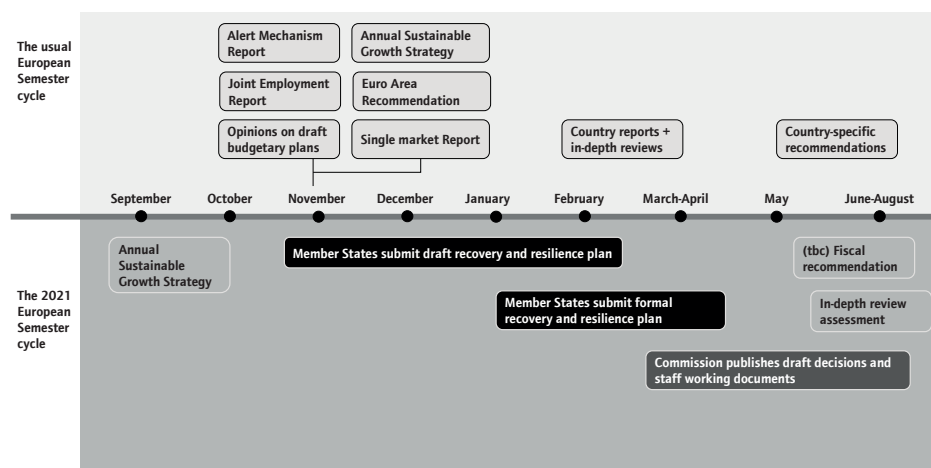 The usual
European
Semester
cycle
Alert Mechanism
Report
Annual Sustainable
Growth Strategy
Joint Employment
Report
Euro Area
Recommendation
Opinions on draft
budgetary plans
Single market Report
Country reports +
in-depth reviews
Country-specific
recommendations
September
October
November
December
January
February
March-April
May
June-August
The 2021
European
Semester
cycle
Annual
Sustainable
Growth Strategy
Member States submit draft recovery and resilience plan
(tbc) Fiscal
recommendation
Member States submit formal
recovery and resilience plan
In-depth review
assessment
Commission publishes draft decisions and
staff working documents